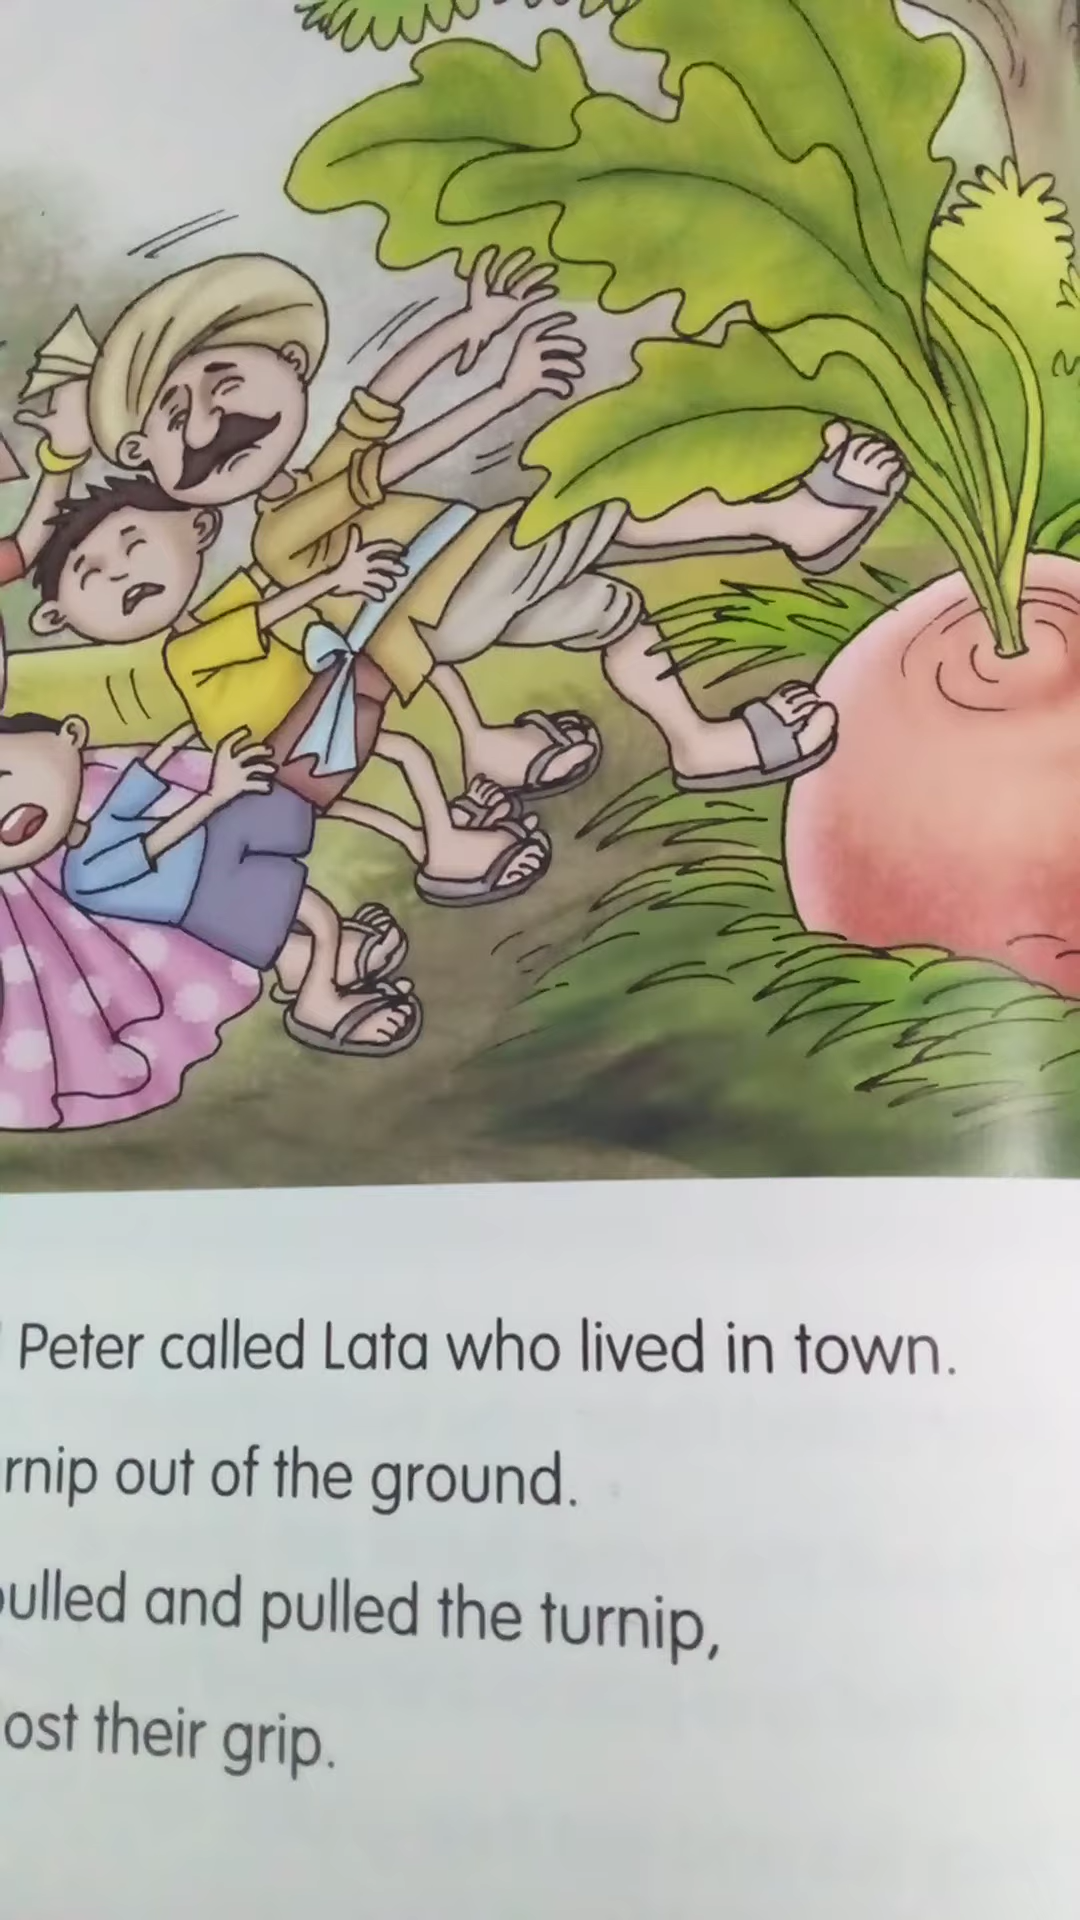 Peter called Lata who lived in town.
rnip out of the ground.
ulled and pulled the turnip,
ost their grip.